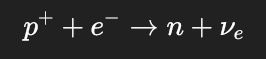 p⁺ + e⁻ → n + νₑ